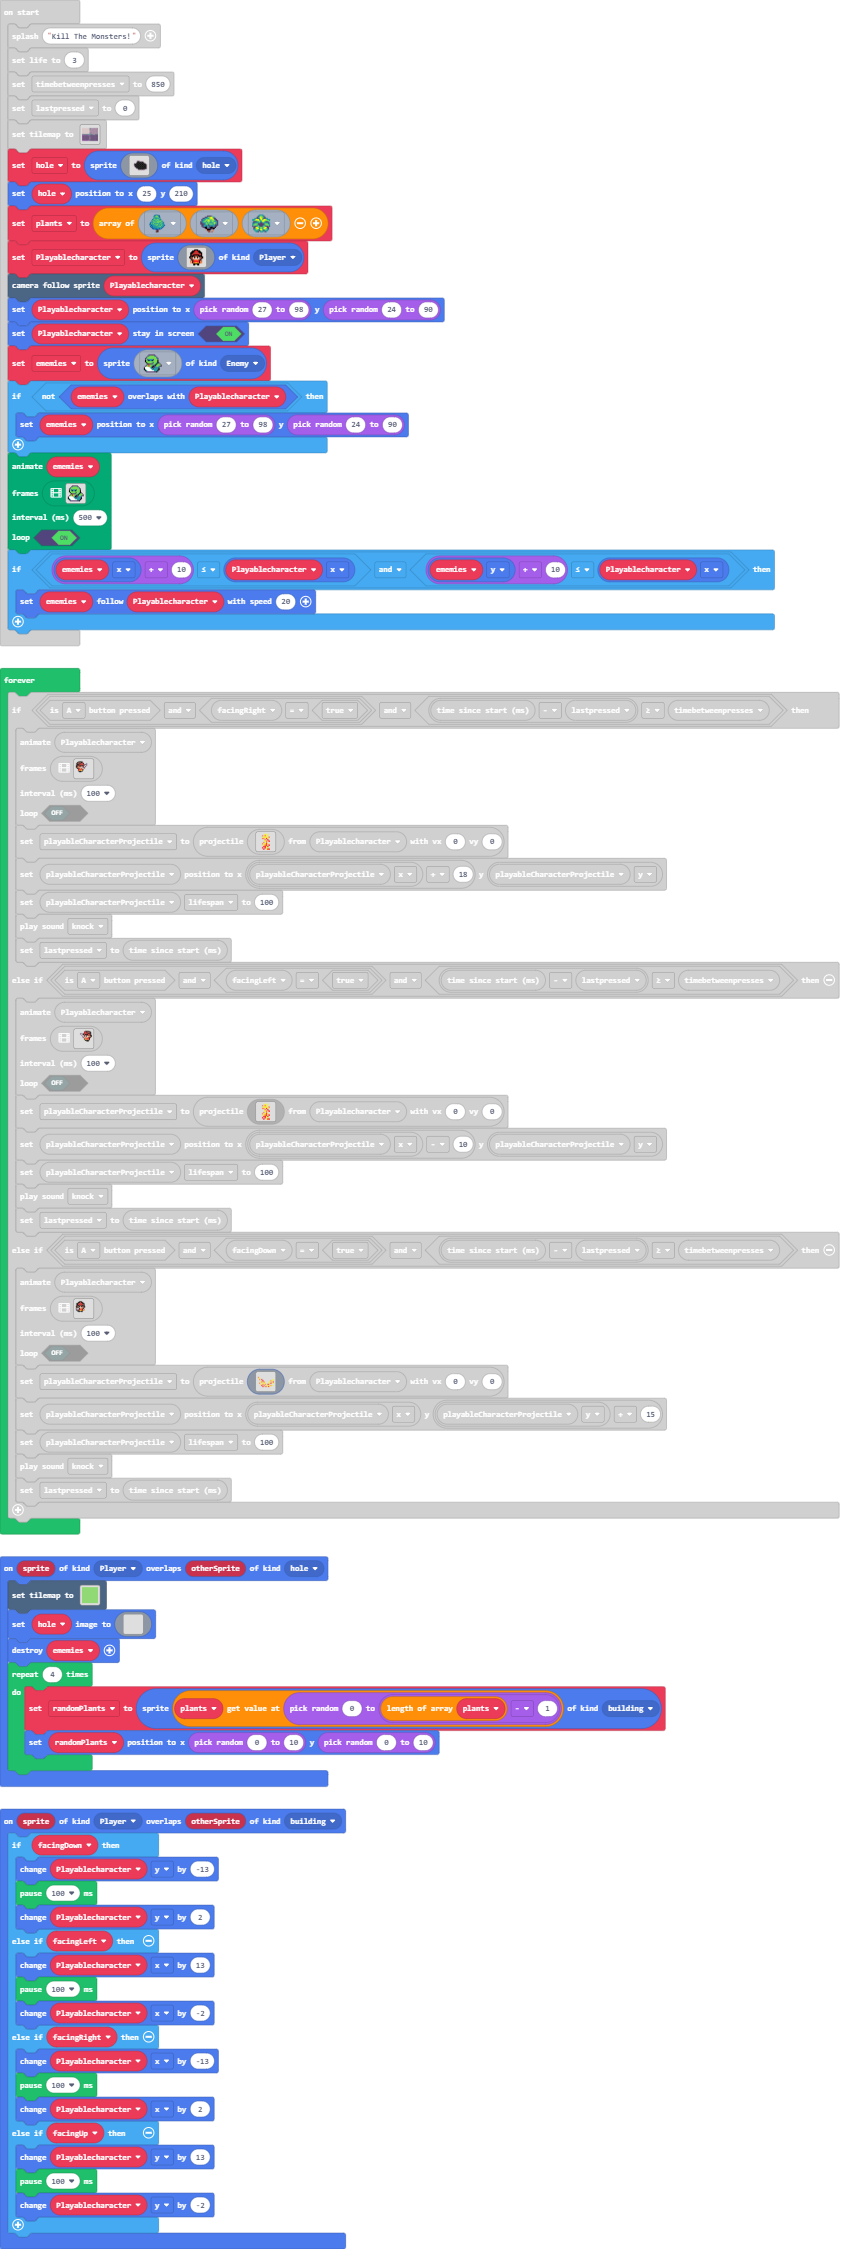 on start
splash "Kill The Monsters!"
set life to 3
set timebetweenpresses to 850
set lastpressed to 0
set tilemap to
set hole to sprite of kind hole
set hole position to x 25 y 210
set plants to array of
set Playablecharacter to sprite of kind Player
camera follow sprite Playablecharacter
set Playablecharacter position to x pick random 27 to 98 y pick random 24 to 90
set Playablecharacter stay in screen ON
set enemies to sprite of kind Enemy
if not enemies overlaps with Playablecharacter then
set enemies position to x pick random 27 to 98 y pick random 24 to 90
animate enemies
frames
interval (ms) 500
loop ON
if enemies x + 10 ≤ Playablecharacter x and enemies y + 10 ≤ Playablecharacter x then
set enemies follow Playablecharacter with speed 20
forever
if is A button pressed and facingRight = true and time since start (ms) - lastpressed ≥ timebetweenpresses then
animate Playablecharacter
frames
interval (ms) 100
loop OFF
set playableCharacterProjectile to projectile from Playablecharacter with vx 0 vy 0
set playableCharacterProjectile position to x playableCharacterProjectile x + 18 y playableCharacterProjectile y
set playableCharacterProjectile lifespan to 100
play sound knock
set lastpressed to time since start (ms)
else if is A button pressed and facingLeft = true and time since start (ms) - lastpressed ≥ timebetweenpresses then
animate Playablecharacter
frames
interval (ms) 100
loop OFF
set playableCharacterProjectile to projectile from Playablecharacter with vx 0 vy 0
set playableCharacterProjectile position to x playableCharacterProjectile x - 10 y playableCharacterProjectile y
set playableCharacterProjectile lifespan to 100
play sound knock
set lastpressed to time since start (ms)
else if is A button pressed and facingDown = true and time since start (ms) - lastpressed ≥ timebetweenpresses then
animate Playablecharacter
frames
interval (ms) 100
loop OFF
set playableCharacterProjectile to projectile from Playablecharacter with vx 0 vy 0
set playableCharacterProjectile position to x playableCharacterProjectile x y playableCharacterProjectile y + 15
set playableCharacterProjectile lifespan to 100
play sound knock
set lastpressed to time since start (ms)
on sprite of kind Player overlaps otherSprite of kind hole
set tilemap to
set hole image to
destroy enemies
repeat 4 times
do
set randomPlants to sprite plants get value at pick random 0 to length of array plants - 1 of kind building
set randomPlants position to x pick random 0 to 10 y pick random 0 to 10
on sprite of kind Player overlaps otherSprite of kind building
if facingDown then
change Playablecharacter y by -13
pause 100 ms
change Playablecharacter y by 2
else if facingLeft then
change Playablecharacter x by 13
pause 100 ms
change Playablecharacter x by -2
else if facingRight then
change Playablecharacter x by -13
pause 100 ms
change Playablecharacter x by 2
else if facingUp then
change Playablecharacter y by 13
pause 100 ms
change Playablecharacter y by -2